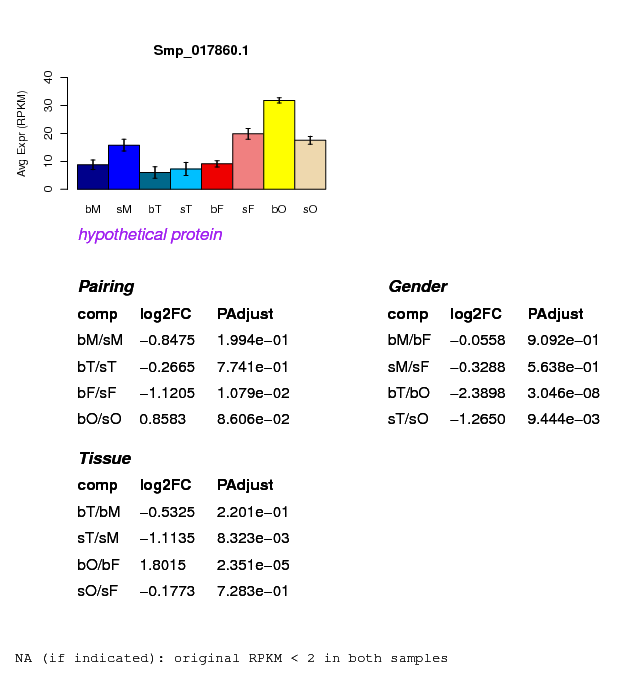 Smp_017860.1
Avg Expr (RPKM)
40
30
20
10
0
bM sM bT sT bF sF bO sO
hypothetical protein
Pairing
comp log2FC PAdjust
bM/sM −0.8475 1.994e−01
bT/sT −0.2665 7.741e−01
bF/sF −1.1205 1.079e−02
bO/sO 0.8583 8.606e−02
Gender
comp log2FC PAdjust
bM/bF −0.0558 9.092e−01
sM/sF −0.3288 5.638e−01
bT/bO −2.3898 3.046e−08
sT/sO −1.2650 9.444e−03
Tissue
comp log2FC PAdjust
bT/bM −0.5325 2.201e−01
sT/sM −1.1135 8.323e−03
bO/bF 1.8015 2.351e−05
sO/sF −0.1773 7.283e−01
NA (if indicated): original RPKM < 2 in both samples